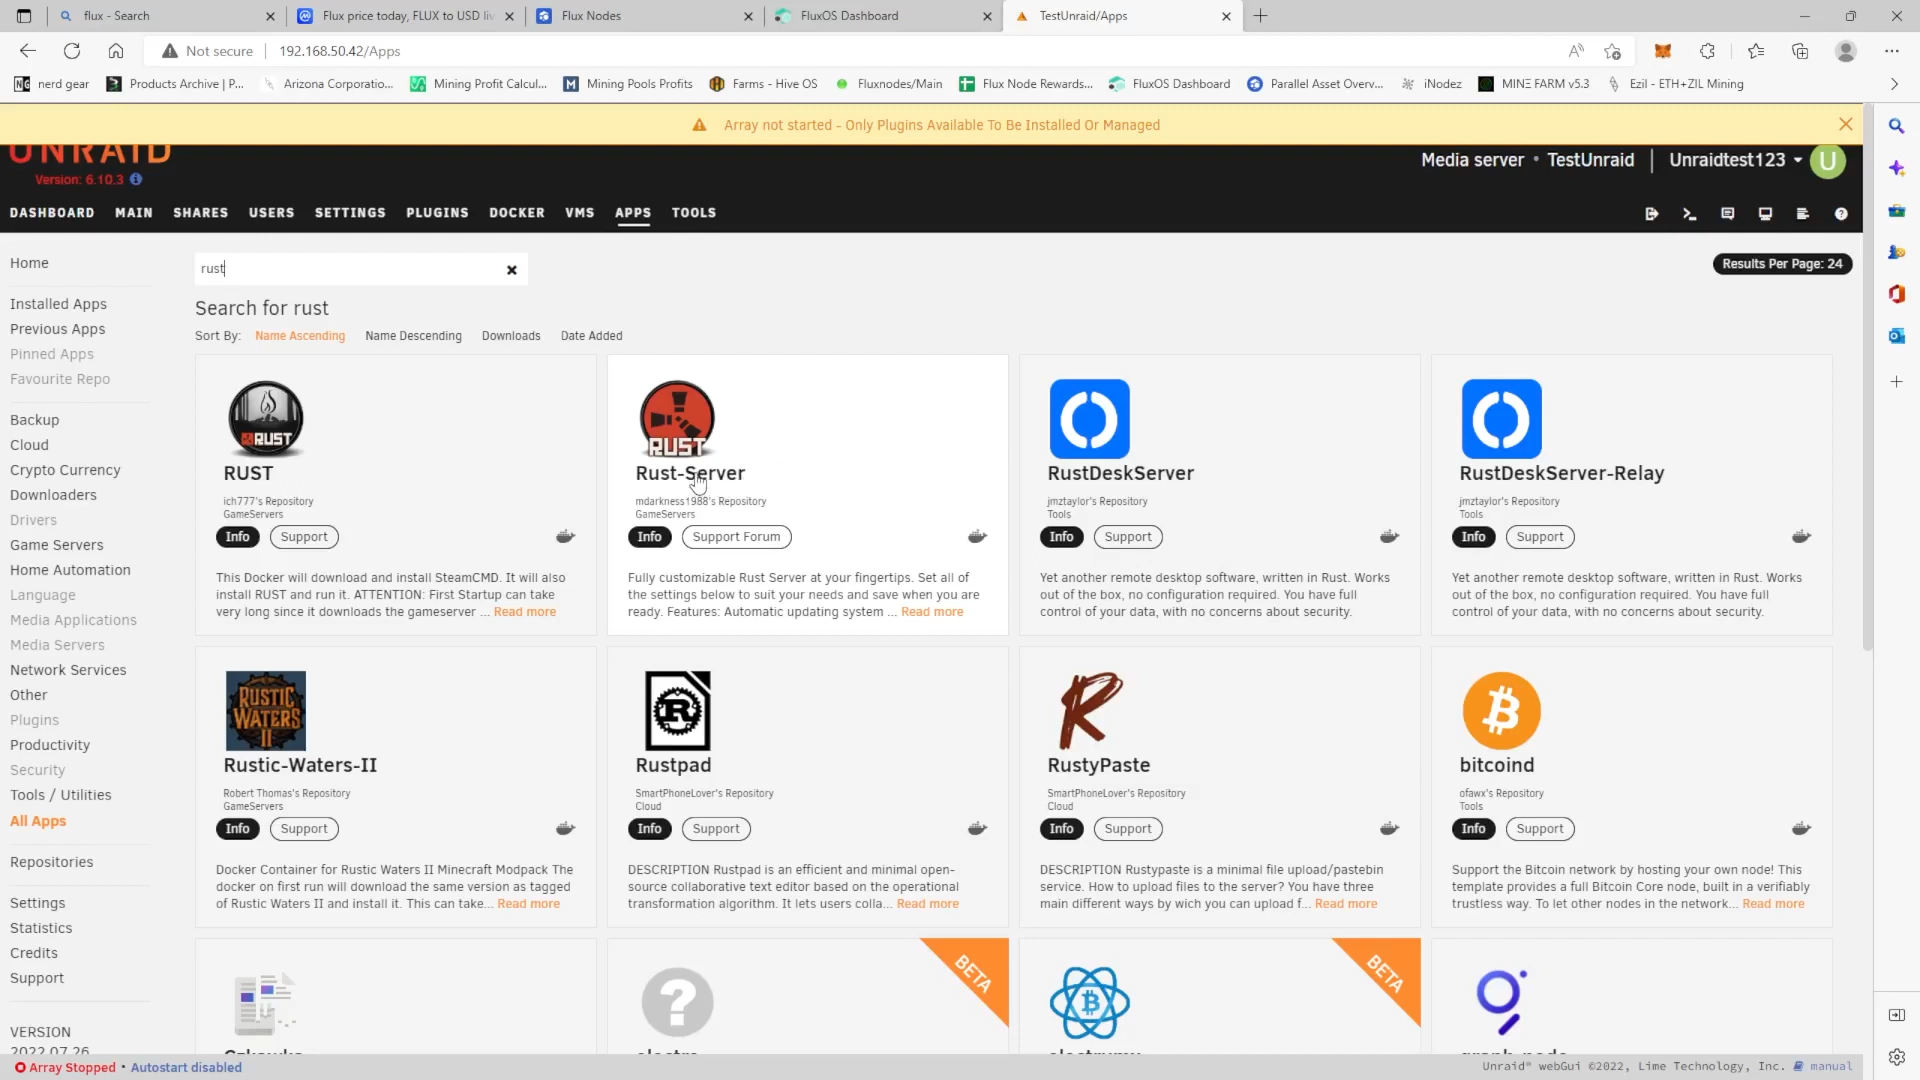 flux - Search
Flux price today, FLUX to USD liv
Flux Nodes
FluxOS Dashboard
TestUnraid/Apps
Not secure
192.168.50.42/Apps
nerd gear
Products Archive | P...
Arizona Corporatio...
Mining Profit Calcul...
Mining Pools Profits
Farms - Hive OS
Fluxnodes/Main
Flux Node Rewards...
FluxOS Dashboard
Parallel Asset Overv...
iNodez
MINE FARM v5.3
Ezil - ETH+ZIL Mining
Array not started - Only Plugins Available To Be Installed Or Managed
UNRAID
Version: 6.10.3
Media server • TestUnraid | Unraidtest123
U
DASHBOARD MAIN SHARES USERS SETTINGS PLUGINS DOCKER VMS APPS TOOLS
Home
Installed Apps
Previous Apps
Pinned Apps
Favourite Repo
Backup
Cloud
Crypto Currency
Downloaders
Drivers
Game Servers
Home Automation
Language
Media Applications
Media Servers
Network Services
Other
Plugins
Productivity
Security
Tools / Utilities
All Apps
Repositories
Settings
Statistics
Credits
Support
VERSION
2022.07.26
rust
Results Per Page: 24
Search for rust
Sort By: Name Ascending Name Descending Downloads Date Added
RUST
RUST
ich777's Repository
GameServers
Info Support
This Docker will download and install SteamCMD. It will also
install RUST and run it. ATTENTION: First Startup can take
very long since it downloads the gameserver ... Read more
RUST
Rust-Server
mdarkness1988's Repository
GameServers
Info Support Forum
Fully customizable Rust Server at your fingertips. Set all of
the settings below to suit your needs and save when you are
ready. Features: Automatic updating system ... Read more
RustDeskServer
jmztaylor's Repository
Tools
Info Support
Yet another remote desktop software, written in Rust. Works
out of the box, no configuration required. You have full
control of your data, with no concerns about security.
RustDeskServer-Relay
jmztaylor's Repository
Tools
Info Support
Yet another remote desktop software, written in Rust. Works
out of the box, no configuration required. You have full
control of your data, with no concerns about security.
RUSTIC
WATERS
II
Rustic-Waters-II
Robert Thomas's Repository
GameServers
Info Support
Docker Container for Rustic Waters II Minecraft Modpack The
docker on first run will download the same version as tagged
of Rustic Waters II and install it. This can take... Read more
R
Rustpad
SmartPhoneLover's Repository
Cloud
Info Support
DESCRIPTION Rustpad is an efficient and minimal open-
source collaborative text editor based on the operational
transformation algorithm. It lets users colla... Read more
R
RustyPaste
SmartPhoneLover's Repository
Cloud
Info Support
DESCRIPTION Rustypaste is a minimal file upload/pastebin
service. How to upload files to the server? You have three
main different ways by wich you can upload f... Read more
bitcoind
ofawx's Repository
Tools
Info Support
Support the Bitcoin network by hosting your own node! This
template provides a full Bitcoin Core node, built in a verifiably
trustless way. To let other nodes in the network... Read more
BETA
BETA
Array Stopped • Autostart disabled
Unraid® webGui ©2022, Lime Technology, Inc. manual